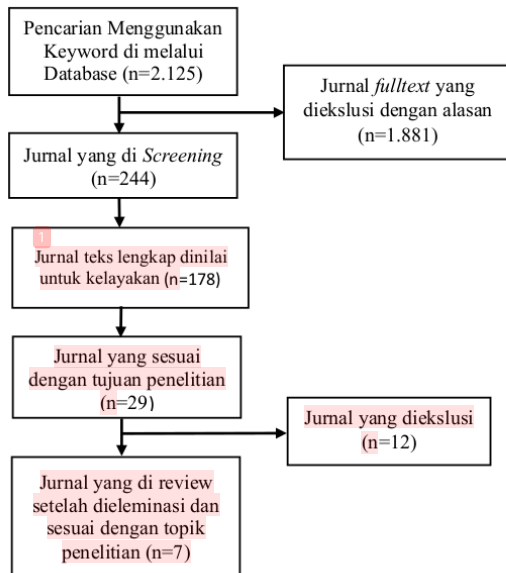 Pencarian Menggunakan
Keyword di melalui
Database (n=2.125)
Jurnal fulltext yang
diekslusi dengan alasan
(n=1.881)
Jurnal yang di Screening
(n=244)
1
Jurnal teks lengkap dinilai
untuk kelayakan (n=178)
Jurnal yang sesuai
dengan tujuan penelitian
(n=29)
Jurnal yang diekslusi
(n=12)
Jurnal yang di review
setelah dieleminasi dan
sesuai dengan topik
penelitian (n=7)